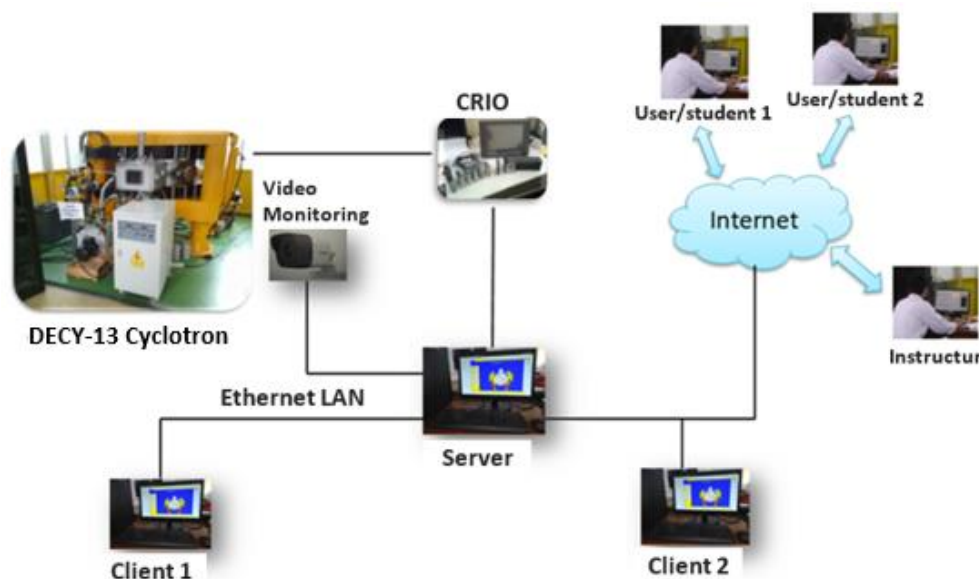 CRIO
User/student 1
User/student 2
Video
Monitoring
Internet
DECY-13 Cyclotron
Instructur
Ethernet LAN
Server
Client 1
Client 2